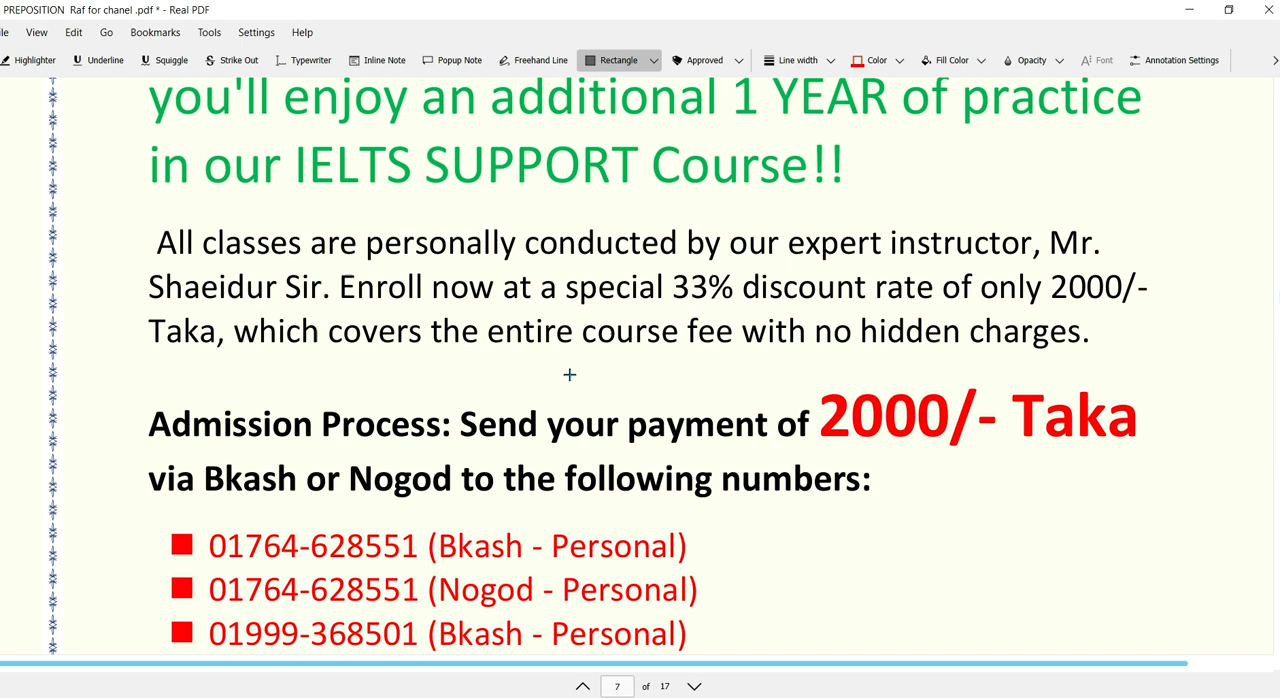 PREPOSITION Raf for chanel .pdf * - Real PDF
le View Edit Go Bookmarks Tools Settings Help
Highlighter Underline Squiggle Strike Out Typewriter Inline Note Popup Note Freehand Line Rectangle Approved Line width Color Fill Color Opacity Font Annotation Settings
you'll enjoy an additional 1 YEAR of practice
in our IELTS SUPPORT Course!!
All classes are personally conducted by our expert instructor, Mr.
Shaeidur Sir. Enroll now at a special 33% discount rate of only 2000/-
Taka, which covers the entire course fee with no hidden charges.
Admission Process: Send your payment of 2000/- Taka
via Bkash or Nogod to the following numbers:
01764-628551 (Bkash - Personal)
01764-628551 (Nogod - Personal)
01999-368501 (Bkash - Personal)
7 of 17